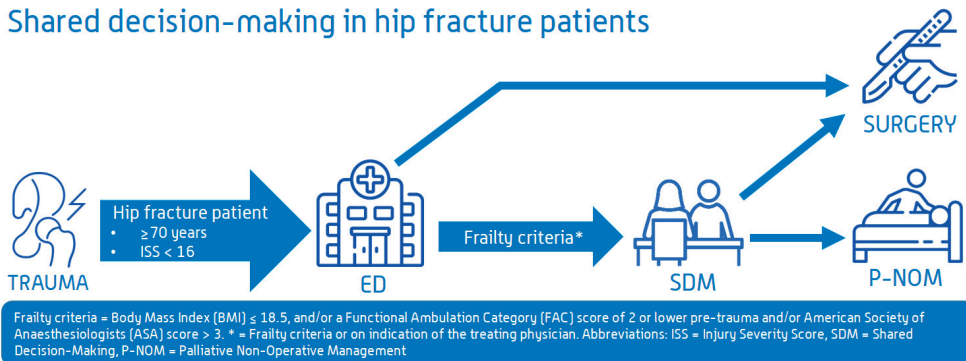 Shared decision-making in hip fracture patients
SURGERY
Hip fracture patient
• ≥70 years
• ISS < 16
Frailty criteria*
TRAUMA
ED
SDM
P-NOM
Frailty criteria = Body Mass Index (BMI) ≤ 18.5, and/or a Functional Ambulation Category (FAC) score of 2 or lower pre-trauma and/or American Society of
Anaesthesiologists (ASA) score > 3. * = Frailty criteria or on indication of the treating physician. Abbreviations: ISS = Injury Severity Score, SDM = Shared
Decision-Making, P-NOM = Palliative Non-Operative Management